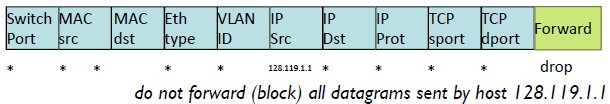 Switch Port MAC src MAC dst Eth type VLAN ID IP Src IP Dst IP Prot TCP sport TCP dport Forward
* * * * * 128.119.1.1 * * * * drop
do not forward (block) all datagrams sent by host 128.119.1.1